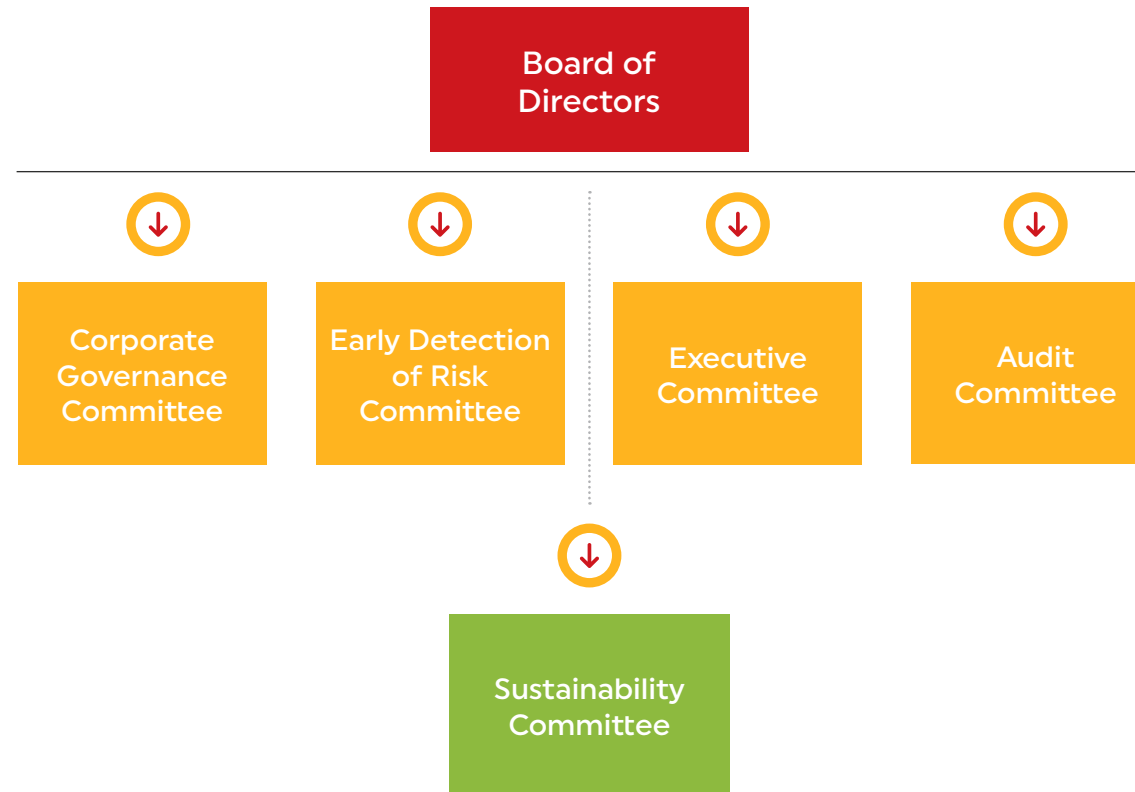 Board of
Directors
Corporate
Governance
Committee
Early Detection
of Risk
Committee
Executive
Committee
Audit
Committee
Sustainability
Committee